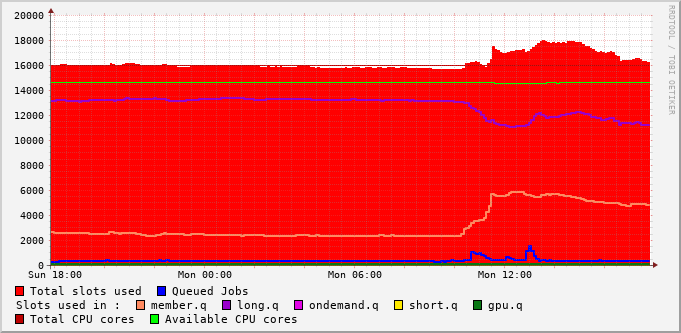 RRDTOOL / TOBI OETIKER
20000
18000
16000
14000
12000
10000
8000
6000
4000
2000
0
Sun 18:00 Mon 00:00 Mon 06:00 Mon 12:00
Total slots used Queued Jobs
Slots used in : member.q long.q ondemand.q short.q gpu.q
Total CPU cores Available CPU cores